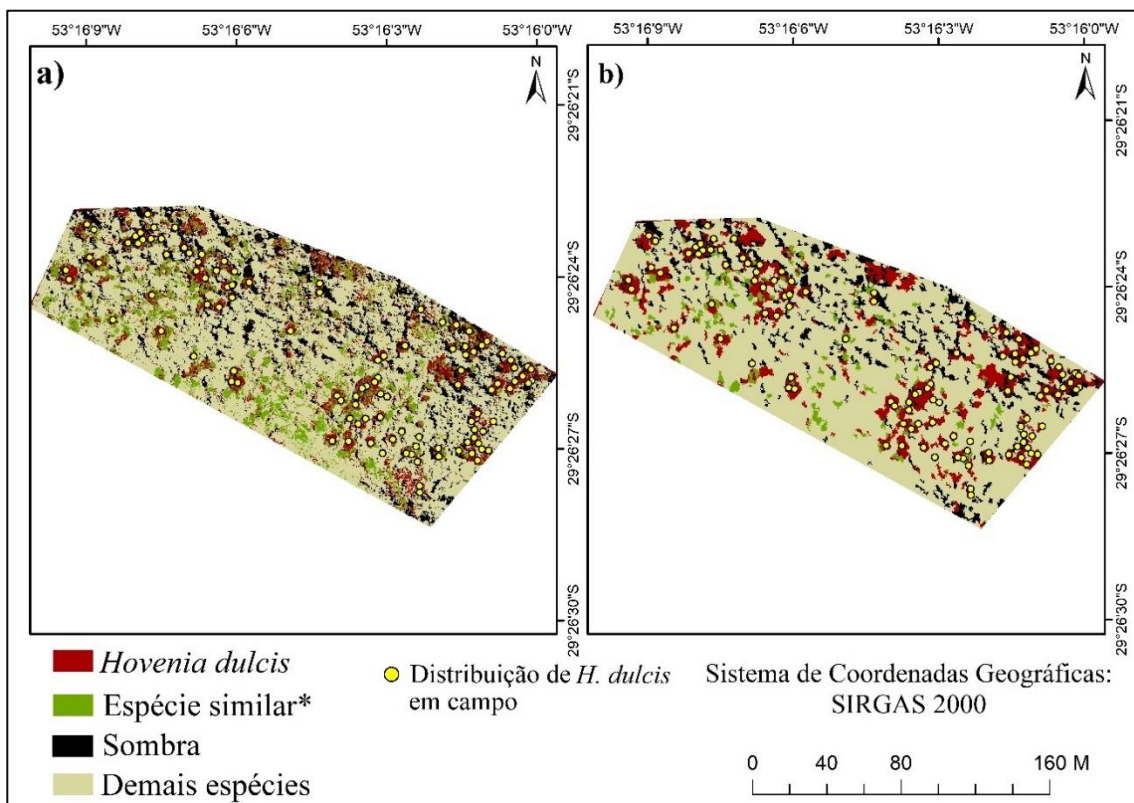 53°16'9"W 53°16'6"W 53°16'3"W 53°16'0"W
53°16'9"W 53°16'6"W 53°16'3"W 53°16'0"W
a)
N
29°26'21"S
29°26'24"S
29°26'27"S
29°26'30"S
b)
N
29°26'21"S
29°26'24"S
29°26'27"S
29°26'30"S
Hovenia dulcis
Espécie similar*
Sombra
Demais espécies
Distribuição de H. dulcis
em campo
Sistema de Coordenadas Geográficas:
SIRGAS 2000
0 40 80 160 M